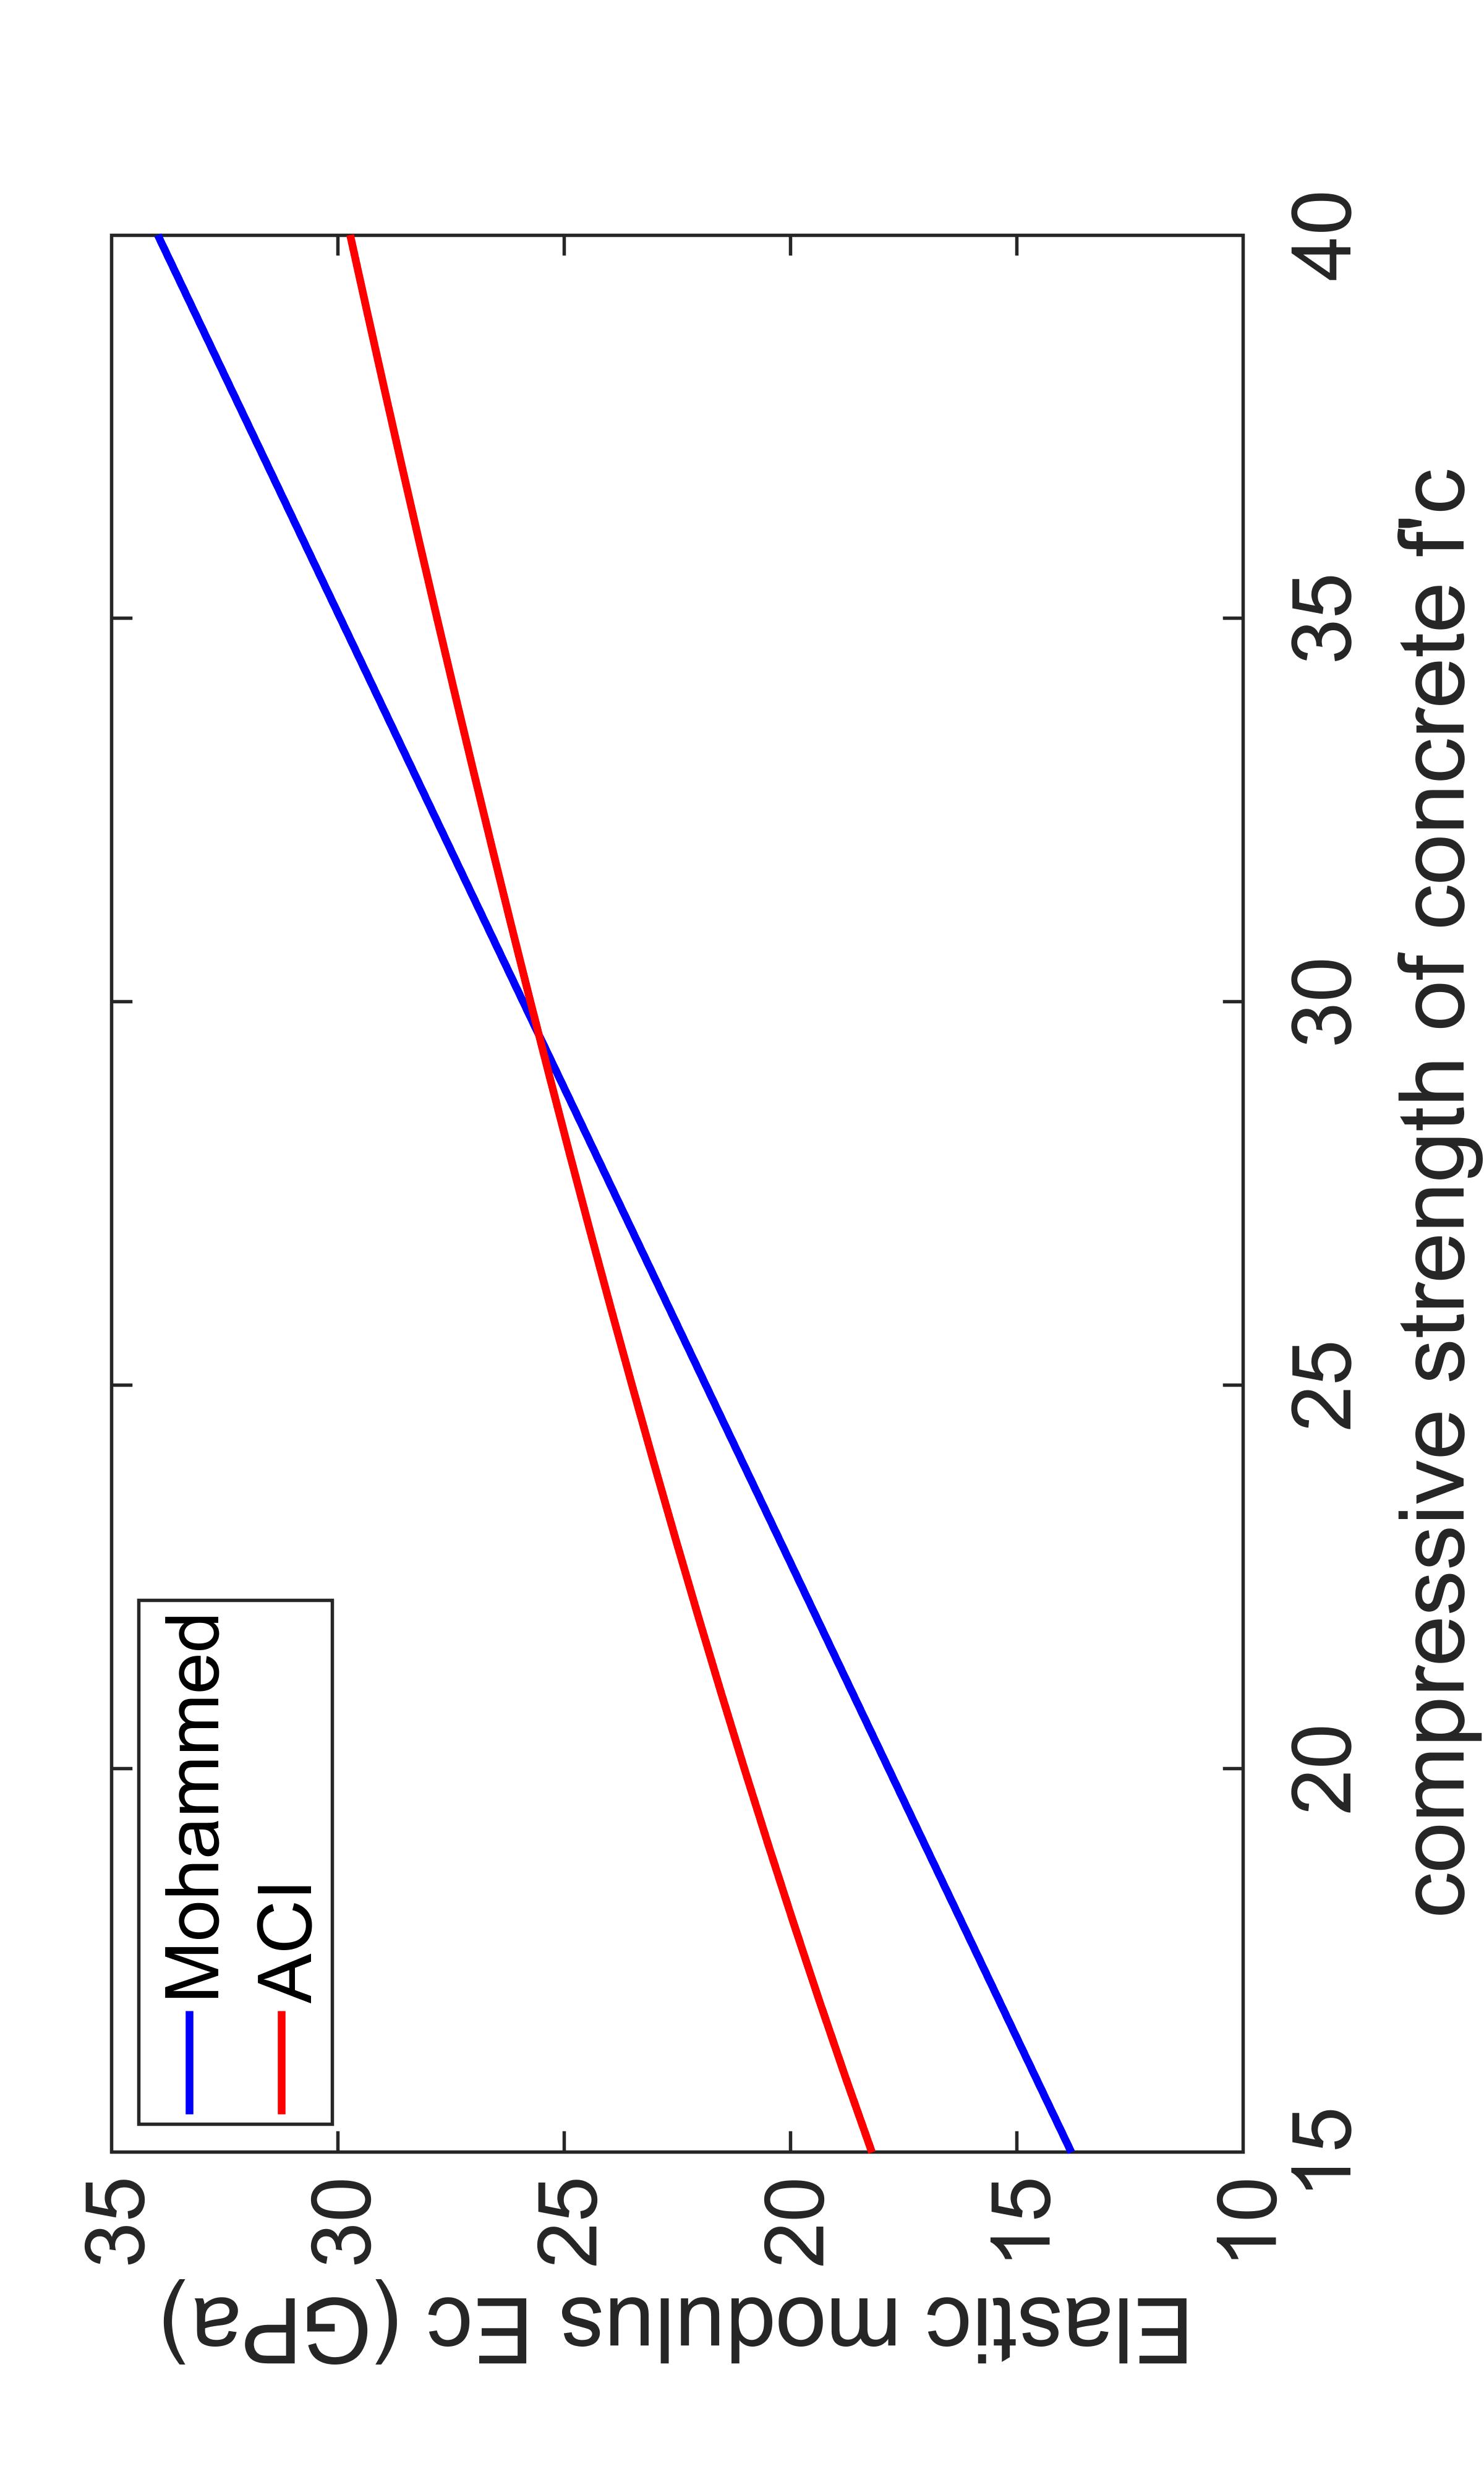 Elastic modulus Ec (GPa)
35
30
25
20
15
10
Mohammed
ACI
15 20 25 30 35 40
compressive strength of concrete f'c